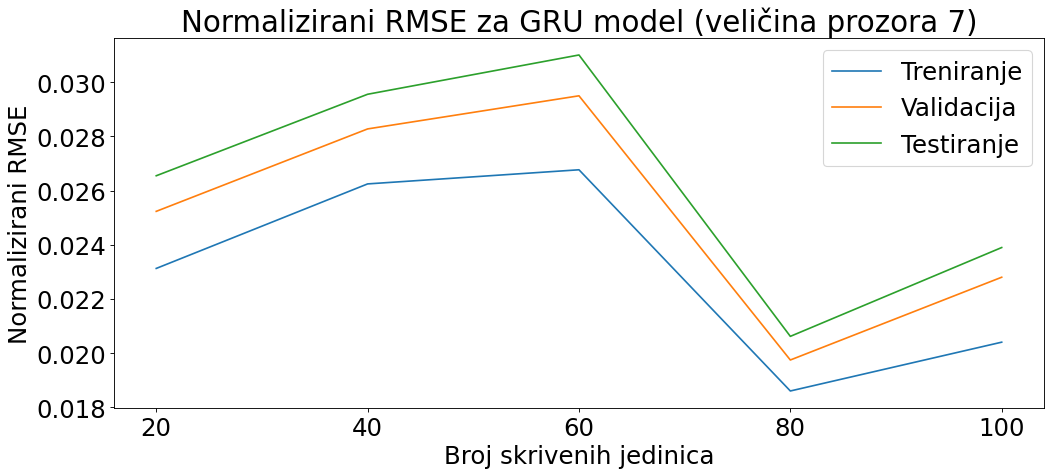 Normalizirani RMSE za GRU model (veličina prozora 7)
Treniranje
Validacija
Testiranje
Normalizirani RMSE
0.030
0.028
0.026
0.024
0.022
0.020
0.018
20 40 60 80 100
Broj skrivenih jedinica